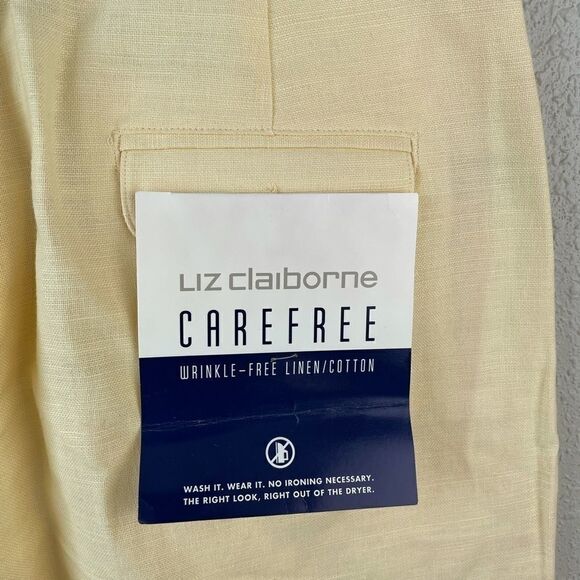 LIZ claiborne
CAREFREE
WRINKLE-FREE LINEN/COTTON
WASH IT. WEAR IT. NO IRONING NECESSARY.
THE RIGHT LOOK, RIGHT OUT OF THE DRYER.